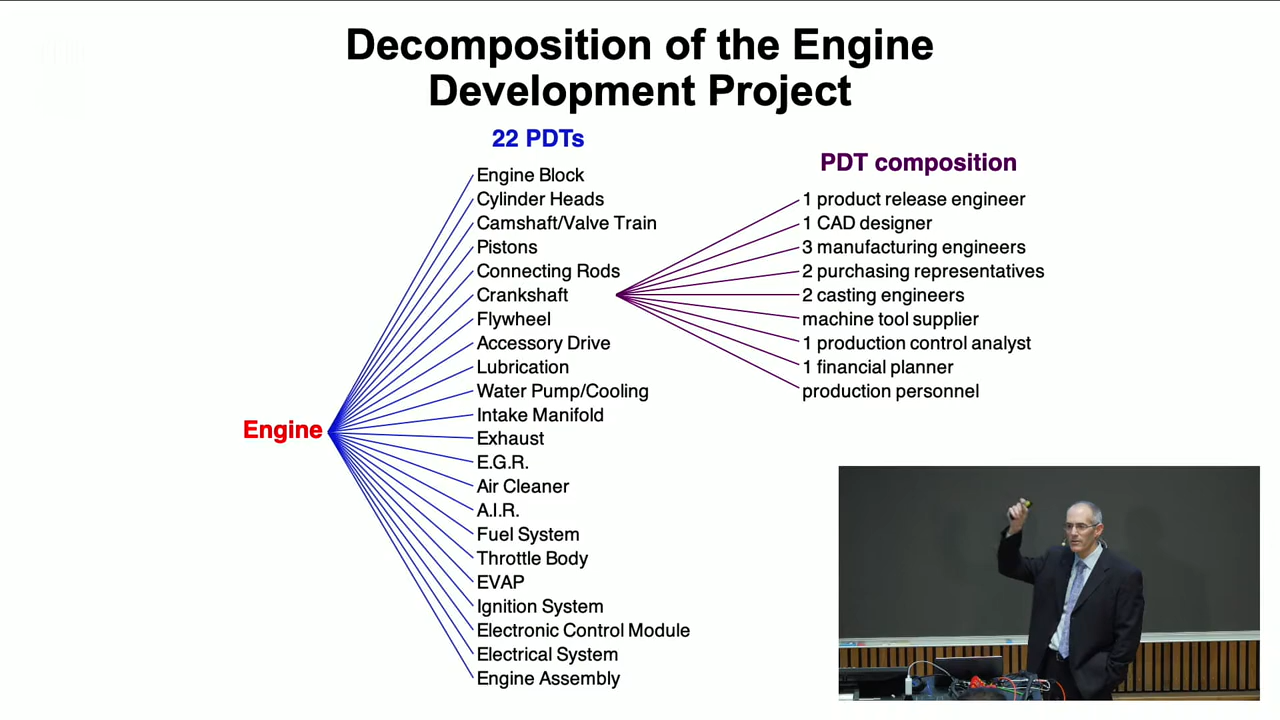 Decomposition of the Engine
Development Project
22 PDTs
Engine Block
Cylinder Heads
Camshaft/Valve Train
Pistons
Connecting Rods
Crankshaft
Flywheel
Accessory Drive
Lubrication
Water Pump/Cooling
Intake Manifold
Exhaust
E.G.R.
Air Cleaner
A.I.R.
Fuel System
Throttle Body
EVAP
Ignition System
Electronic Control Module
Electrical System
Engine Assembly
Engine
PDT composition
1 product release engineer
1 CAD designer
3 manufacturing engineers
2 purchasing representatives
2 casting engineers
machine tool supplier
1 production control analyst
1 financial planner
production personnel